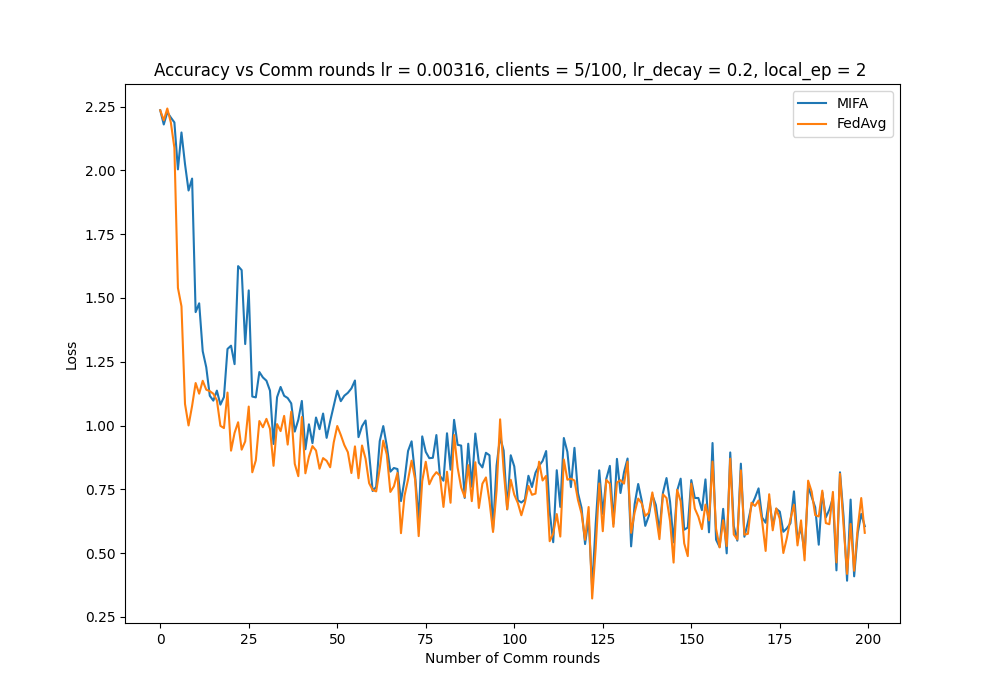 Accuracy vs Comm rounds lr = 0.00316, clients = 5/100, lr_decay = 0.2, local_ep = 2
MIFA
FedAvg
2.25
2.00
1.75
1.50
1.25
1.00
0.75
0.50
0.25
Loss
0 25 50 75 100 125 150 175 200
Number of Comm rounds